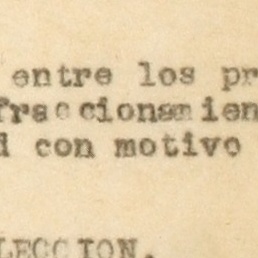 entre los pr
fraccionamien
d con motivo
LECCION.